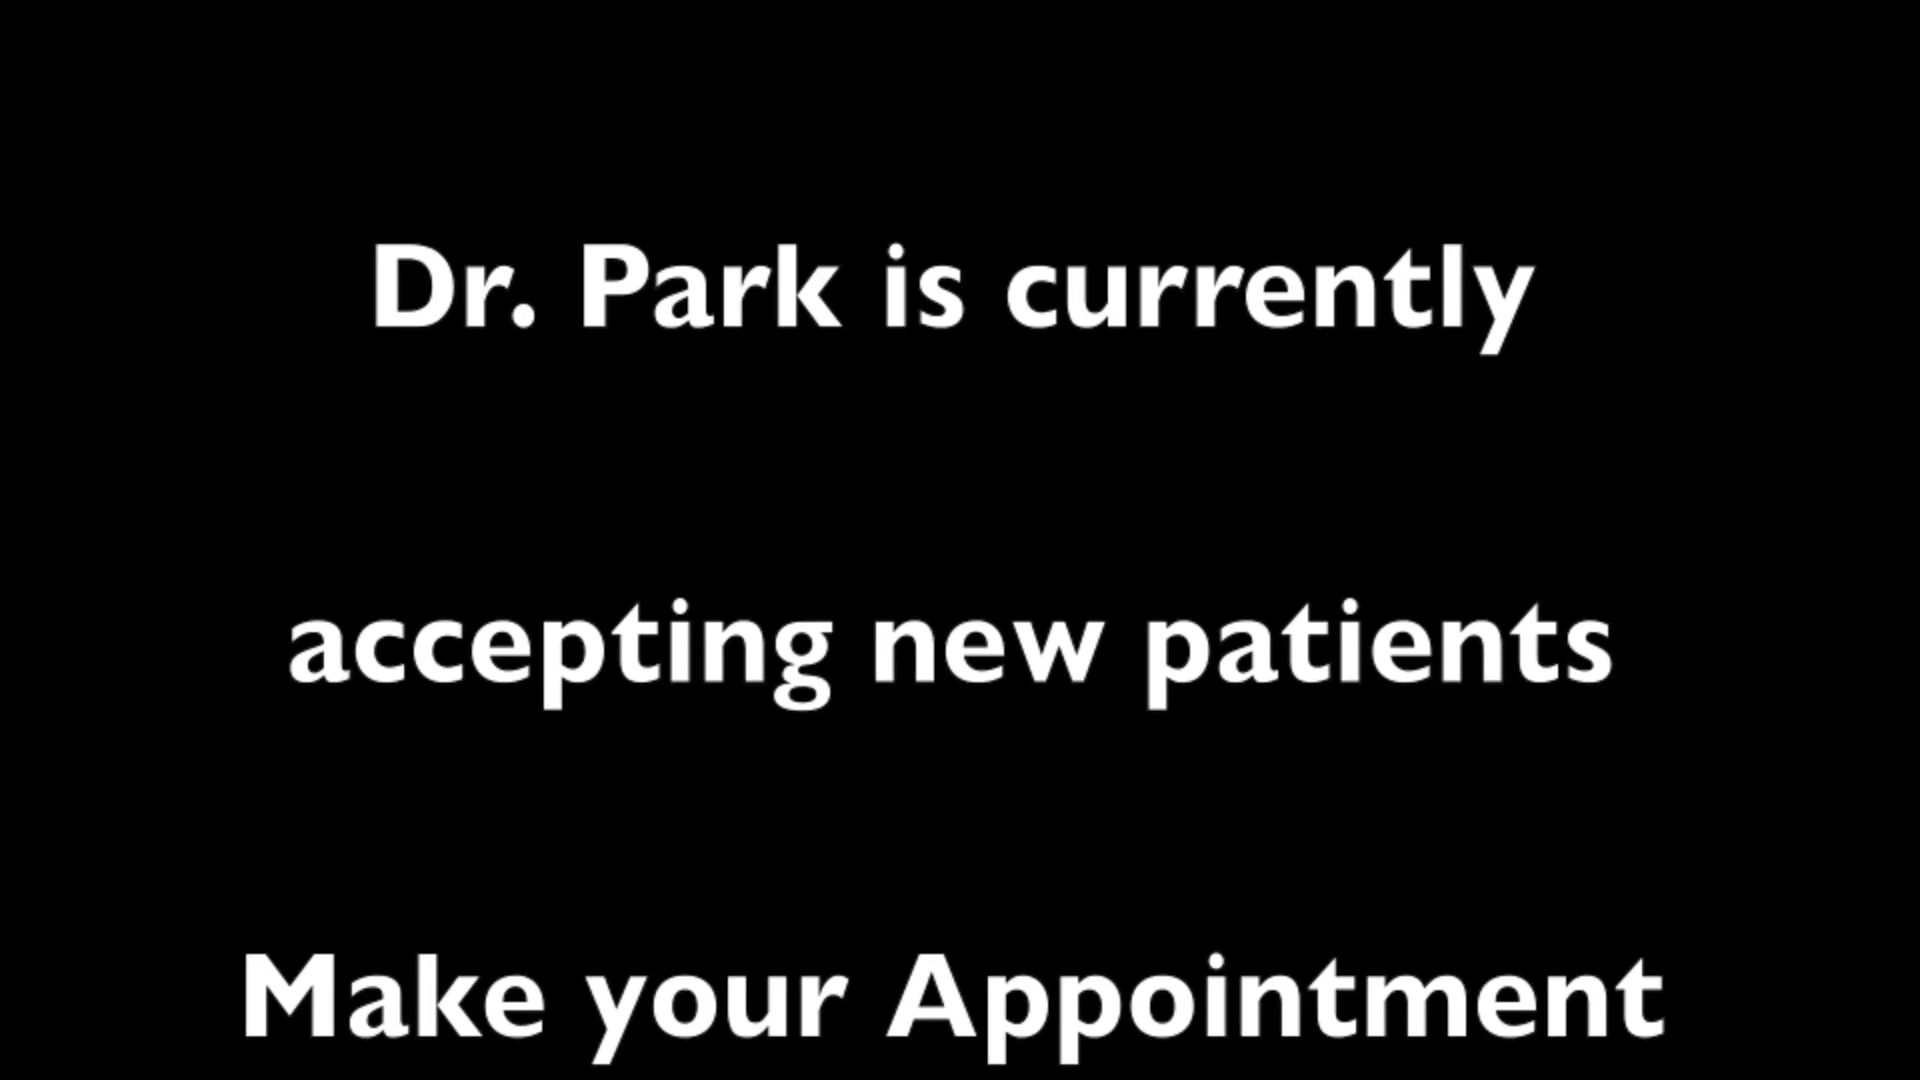 Dr. Park is currently
accepting new patients
Make your Appointment